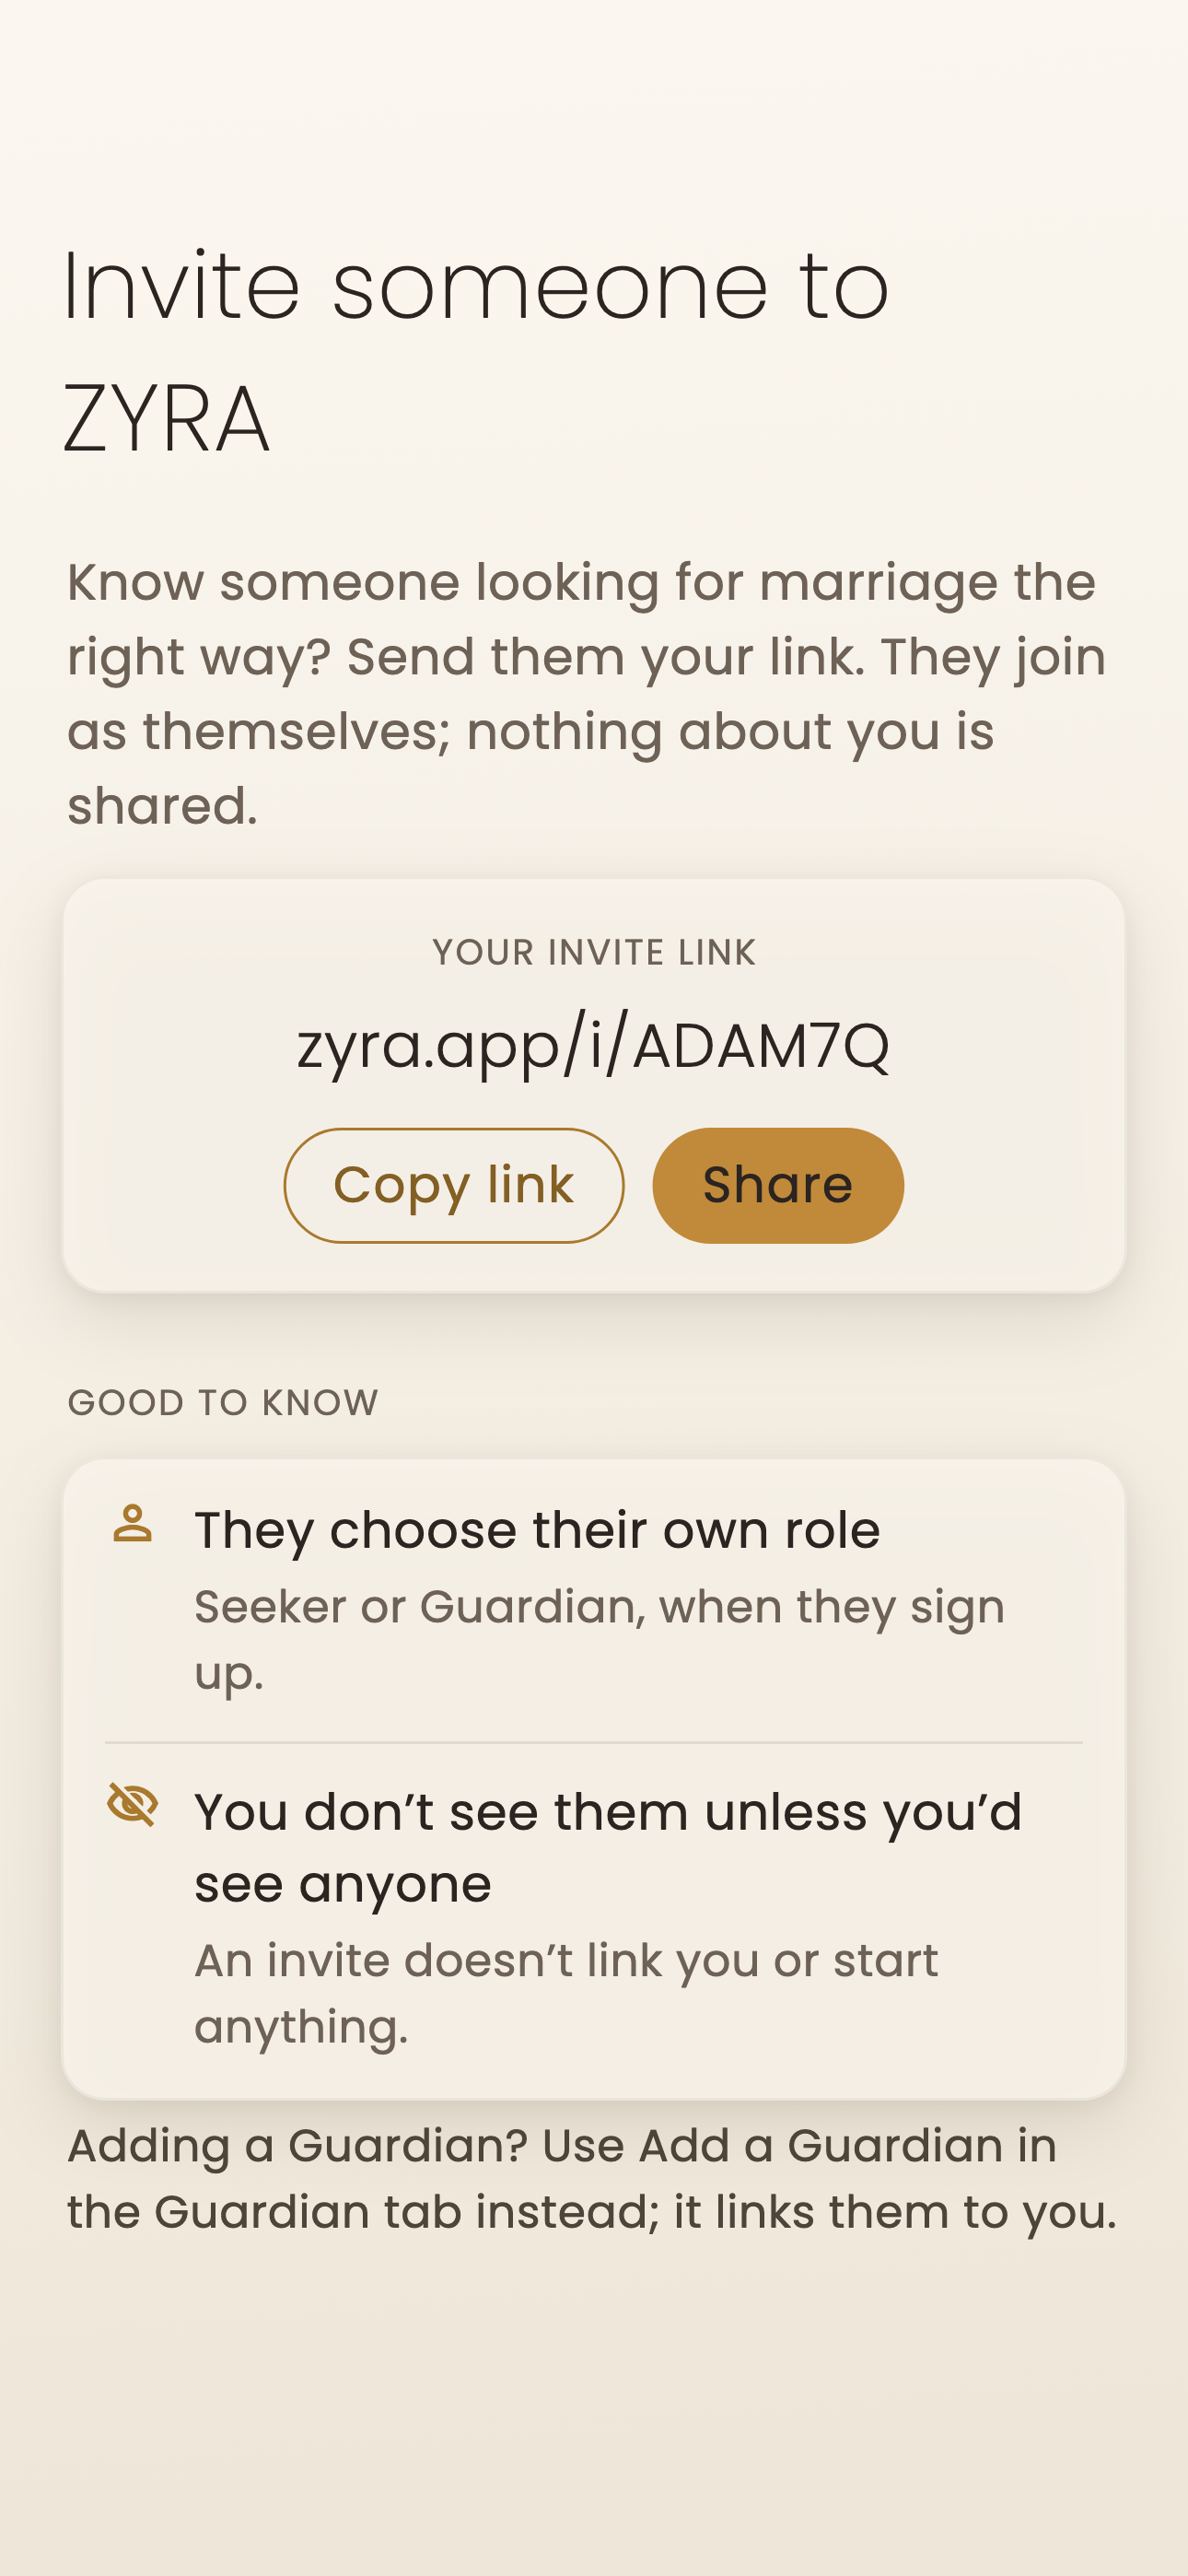 Invite someone to
ZYRA
Know someone looking for marriage the
right way? Send them your link. They join
as themselves; nothing about you is
shared.
YOUR INVITE LINK
zyra.app/i/ADAM7Q
Copy link
Share
GOOD TO KNOW
They choose their own role
Seeker or Guardian, when they sign
up.
You don’t see them unless you’d
see anyone
An invite doesn’t link you or start
anything.
Adding a Guardian? Use Add a Guardian in
the Guardian tab instead; it links them to you.